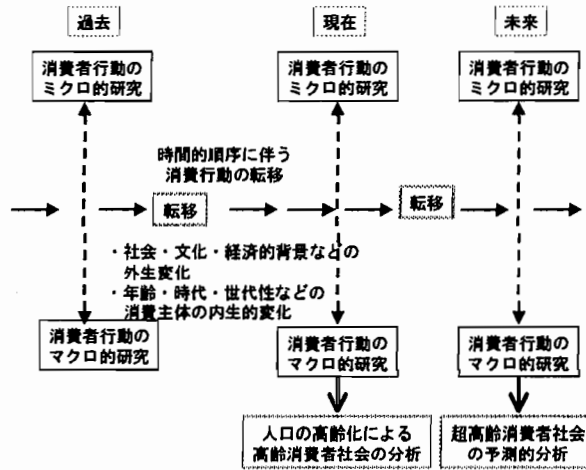 過去
現在
未来
消費者行動の
ミクロ的研究
消費者行動の
ミクロ的研究
消費者行動の
ミクロ的研究
時間的順序に伴う
消費行動の転移
転移
転移
・社会・文化・経済的背景などの
外生変化
・年齢・時代・世代性などの
消費主体の内生的変化
消費者行動の
マクロ的研究
消費者行動の
マクロ的研究
消費者行動の
マクロ的研究
人口の高齢化による
高齢消費者社会の分析
超高齢消費者社会
の予測的分析